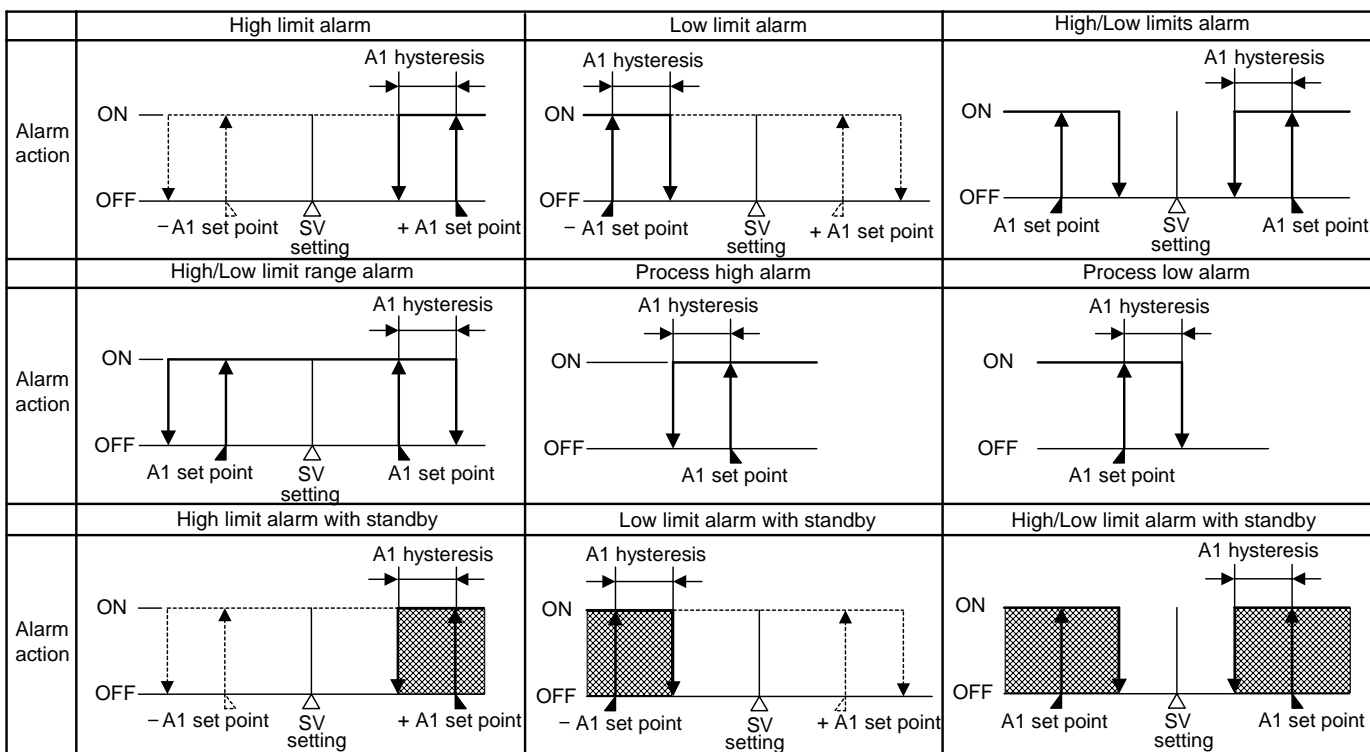 High limit alarm
Low limit alarm
High/Low limits alarm
Alarm
action
A1 hysteresis
ON
OFF
– A1 set point
SV
setting
+ A1 set point
A1 hysteresis
ON
OFF
– A1 set point
SV
setting
+ A1 set point
A1 hysteresis
ON
OFF
A1 set point
SV
setting
A1 set point
High/Low limit range alarm
Process high alarm
Process low alarm
Alarm
action
A1 hysteresis
ON
OFF
A1 set point
SV
setting
A1 set point
A1 hysteresis
ON
OFF
A1 set point
A1 hysteresis
ON
OFF
A1 set point
High limit alarm with standby
Low limit alarm with standby
High/Low limit alarm with standby
Alarm
action
A1 hysteresis
ON
OFF
– A1 set point
SV
setting
+ A1 set point
A1 hysteresis
ON
OFF
– A1 set point
SV
setting
+ A1 set point
A1 hysteresis
ON
OFF
A1 set point
SV
setting
A1 set point